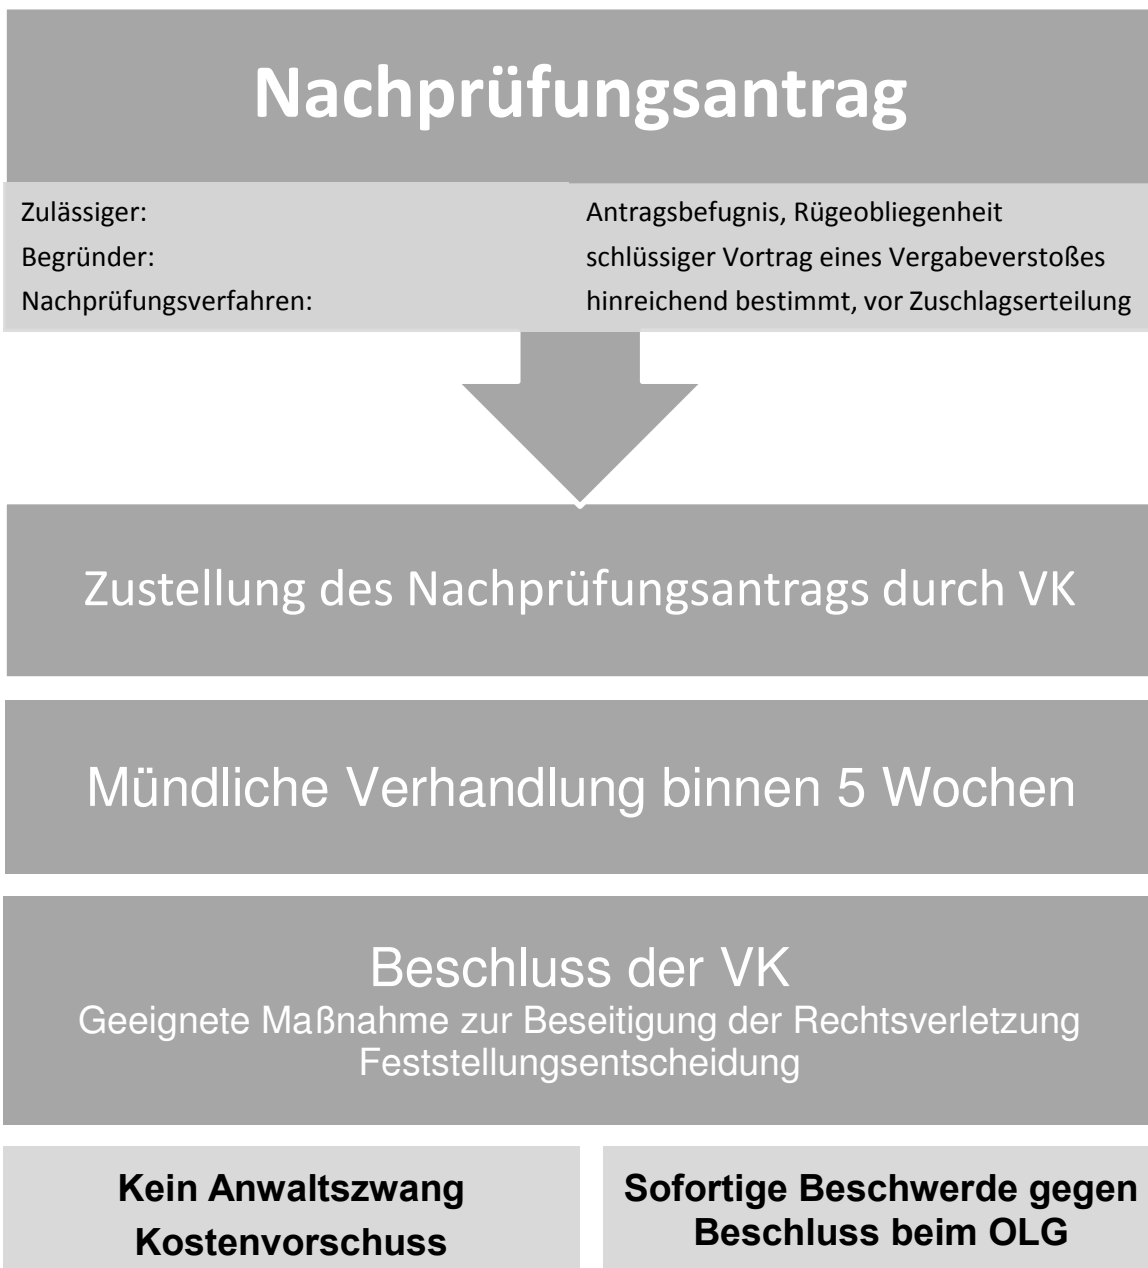 Nachprüfungsantrag
Zulässiger: Antragsbefugnis, Rügeobliegenheit
Begründer: schlüssiger Vortrag eines Vergabeverstoßes
Nachprüfungsverfahren: hinreichend bestimmt, vor Zuschlagserteilung
Zustellung des Nachprüfungsantrags durch VK
Mündliche Verhandlung binnen 5 Wochen
Beschluss der VK
Geeignete Maßnahme zur Beseitigung der Rechtsverletzung
Feststellungsentscheidung
Kein Anwaltszwang
Kostenvorschuss
Sofortige Beschwerde gegen
Beschluss beim OLG